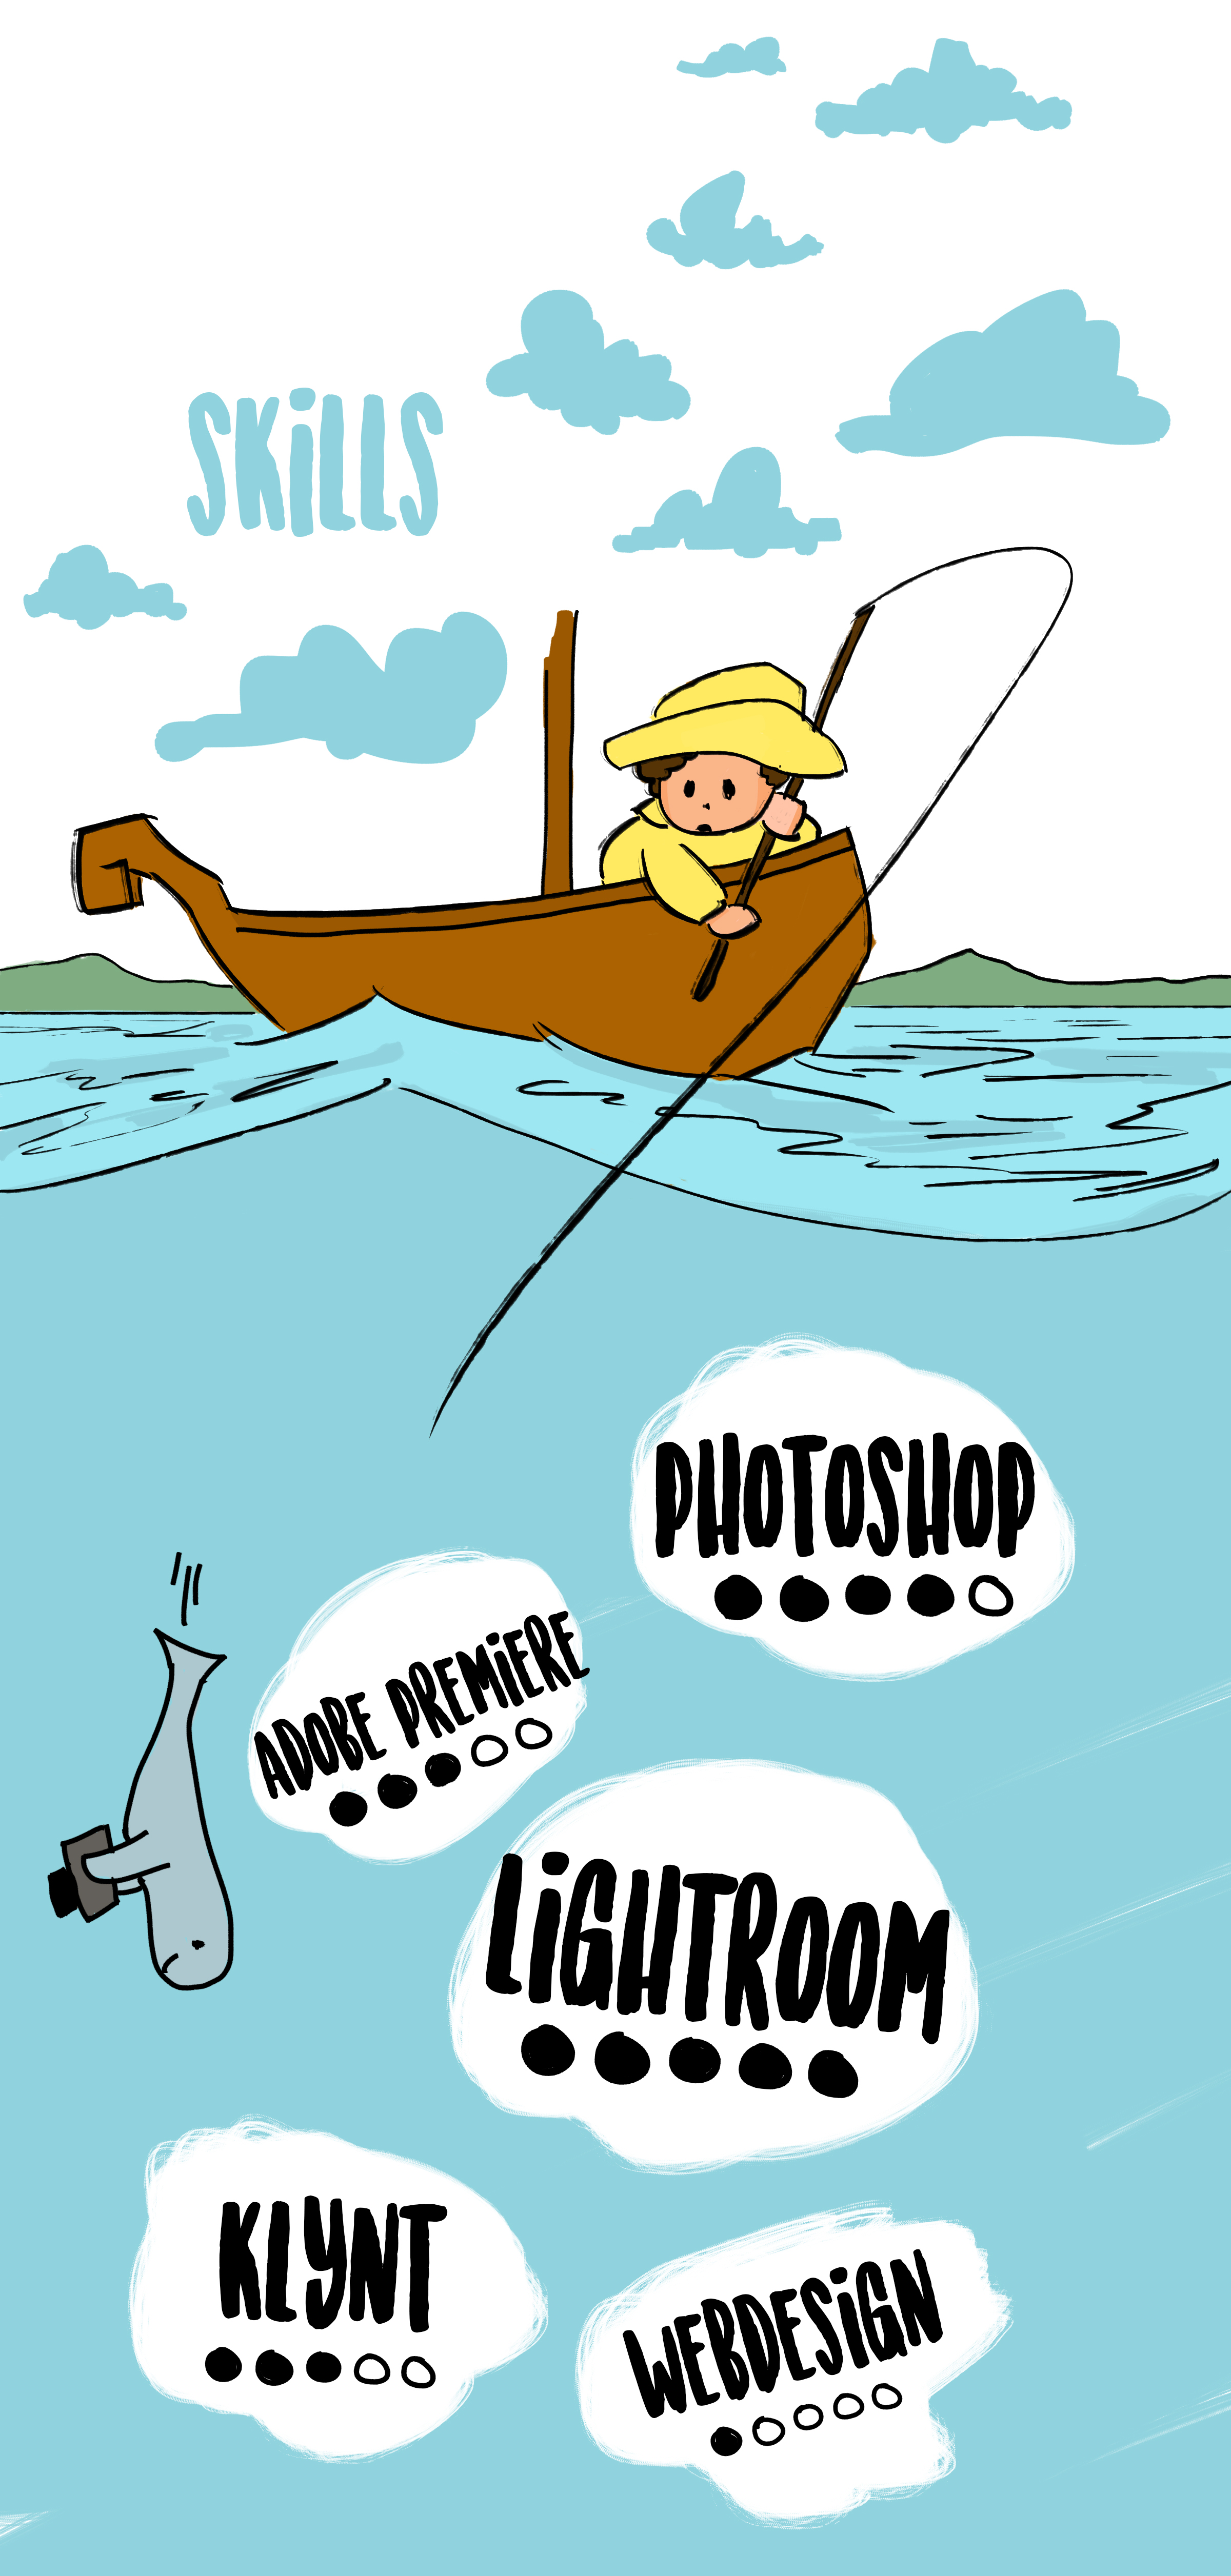 SKiLLS
PHOTOSHOP
ADOBE PREMiERE
LiGHTROOM
KLYNT
WEBDESiGN